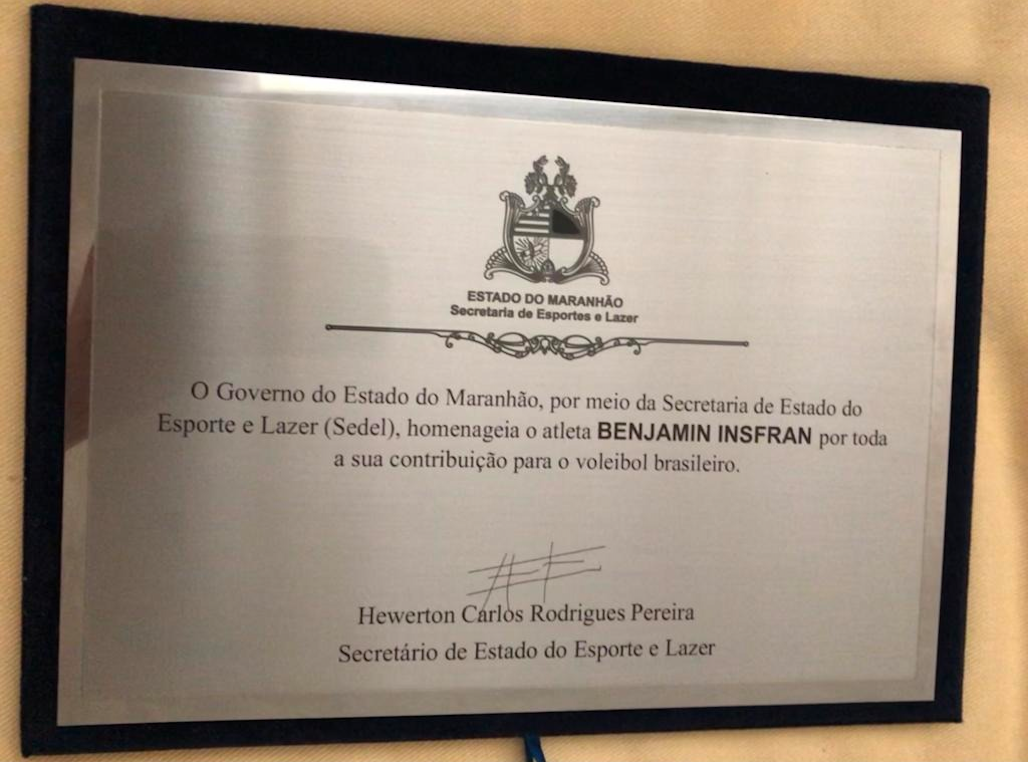 ESTADO DO MARANHÃO
Secretaria de Esportes e Lazer
O Governo do Estado do Maranhão, por meio da Secretaria de Estado do
Esporte e Lazer (Sedel), homenageia o atleta BENJAMIN INSFRAN por toda
a sua contribuição para o voleibol brasileiro.
Hewerton Carlos Rodrigues Pereira
Secretário de Estado do Esporte e Lazer